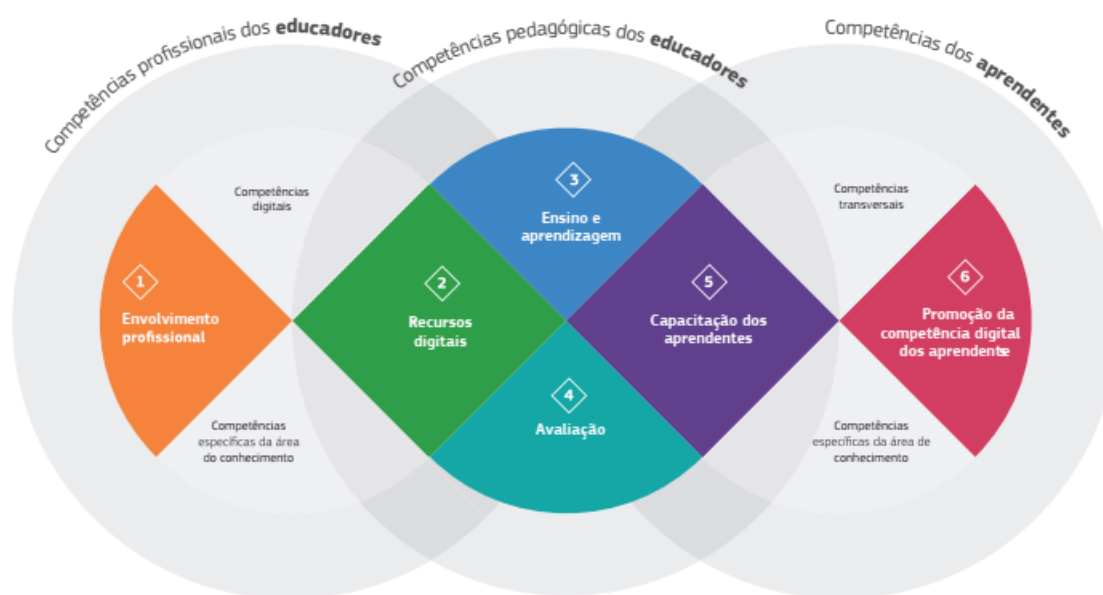 Competências profissionais dos educadores
Competências pedagógicas dos educadores
Competências dos aprendentes
Competências
digitais
1
Envolvimento
profissional
Competências
específicas da área
do conhecimento
2
Recursos
digitais
3
Ensino e
aprendizagem
4
Avaliação
5
Capacitação dos
aprendentes
Competências
transversais
6
Promoção da
competência digital
dos aprendentes
Competências
específicas da área de
conhecimento